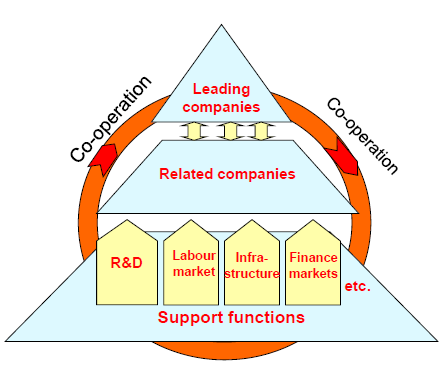 Leading
companies
Co-operation
Co-operation
Related companies
R&D
Labour
market
Infra-
structure
Finance
markets
etc.
Support functions